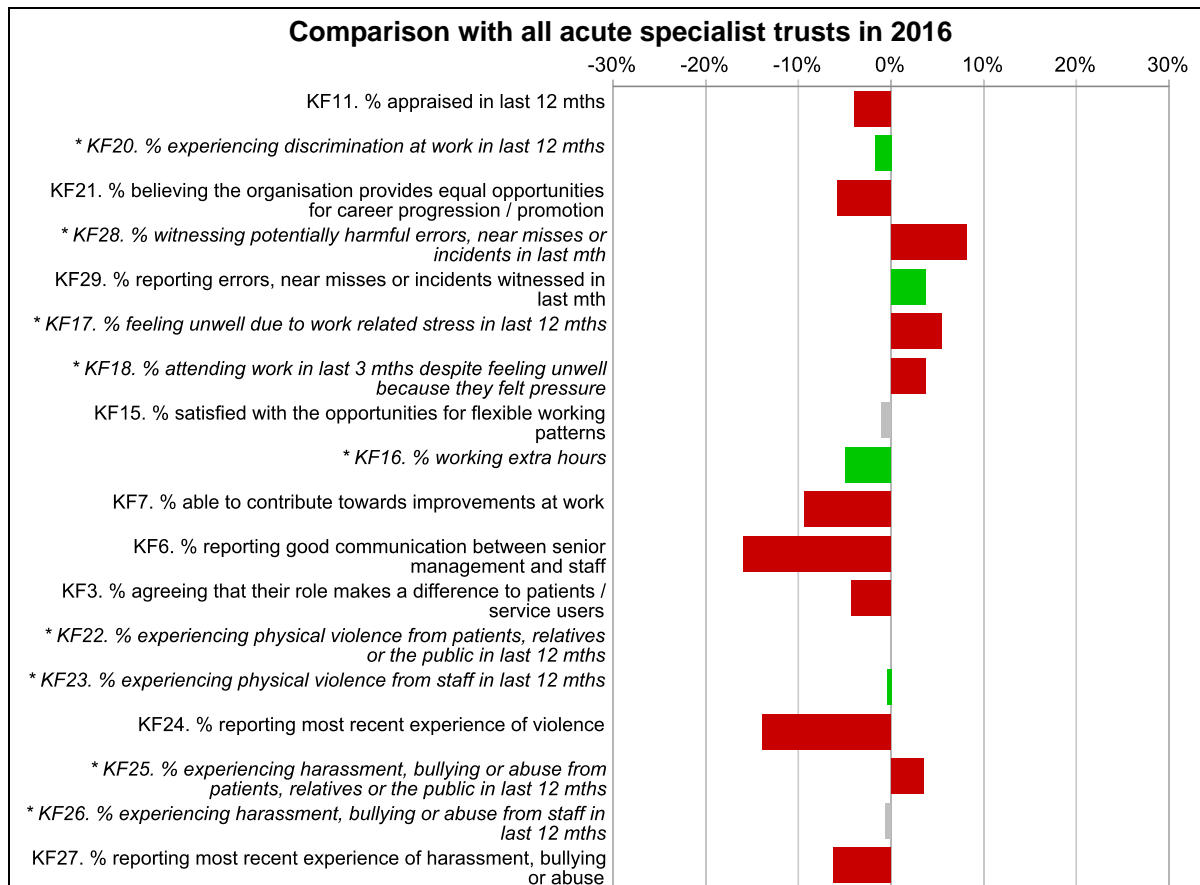 Comparison with all acute specialist trusts in 2016
-30% -20% -10% 0% 10% 20% 30%
KF11. % appraised in last 12 mths
* KF20. % experiencing discrimination at work in last 12 mths
KF21. % believing the organisation provides equal opportunities
for career progression / promotion
* KF28. % witnessing potentially harmful errors, near misses or
incidents in last mth
KF29. % reporting errors, near misses or incidents witnessed in
last mth
* KF17. % feeling unwell due to work related stress in last 12 mths
* KF18. % attending work in last 3 mths despite feeling unwell
because they felt pressure
KF15. % satisfied with the opportunities for flexible working
patterns
* KF16. % working extra hours
KF7. % able to contribute towards improvements at work
KF6. % reporting good communication between senior
management and staff
KF3. % agreeing that their role makes a difference to patients /
service users
* KF22. % experiencing physical violence from patients, relatives
or the public in last 12 mths
* KF23. % experiencing physical violence from staff in last 12 mths
KF24. % reporting most recent experience of violence
* KF25. % experiencing harassment, bullying or abuse from
patients, relatives or the public in last 12 mths
* KF26. % experiencing harassment, bullying or abuse from staff in
last 12 mths
KF27. % reporting most recent experience of harassment, bullying
or abuse